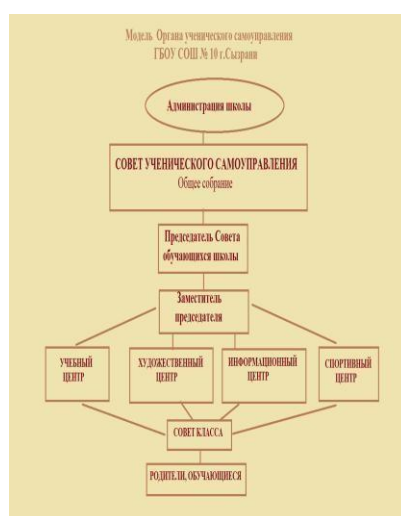 Модель Органа ученического самоуправления
ГБОУ СОШ № 10 г.Сызрани
Администрация школы
СОВЕТ УЧЕНИЧЕСКОГО САМОУПРАВЛЕНИЯ
Общее собрание
Председатель Совета
обучающихся школы
Заместитель
председателя
УЧЕБНЫЙ
ЦЕНТР
ХУДОЖЕСТВЕННЫЙ
ЦЕНТР
ИНФОРМАЦИОННЫЙ
ЦЕНТР
СПОРТИВНЫЙ
ЦЕНТР
СОВЕТ КЛАССА
РОДИТЕЛИ, ОБУЧАЮЩИЕСЯ